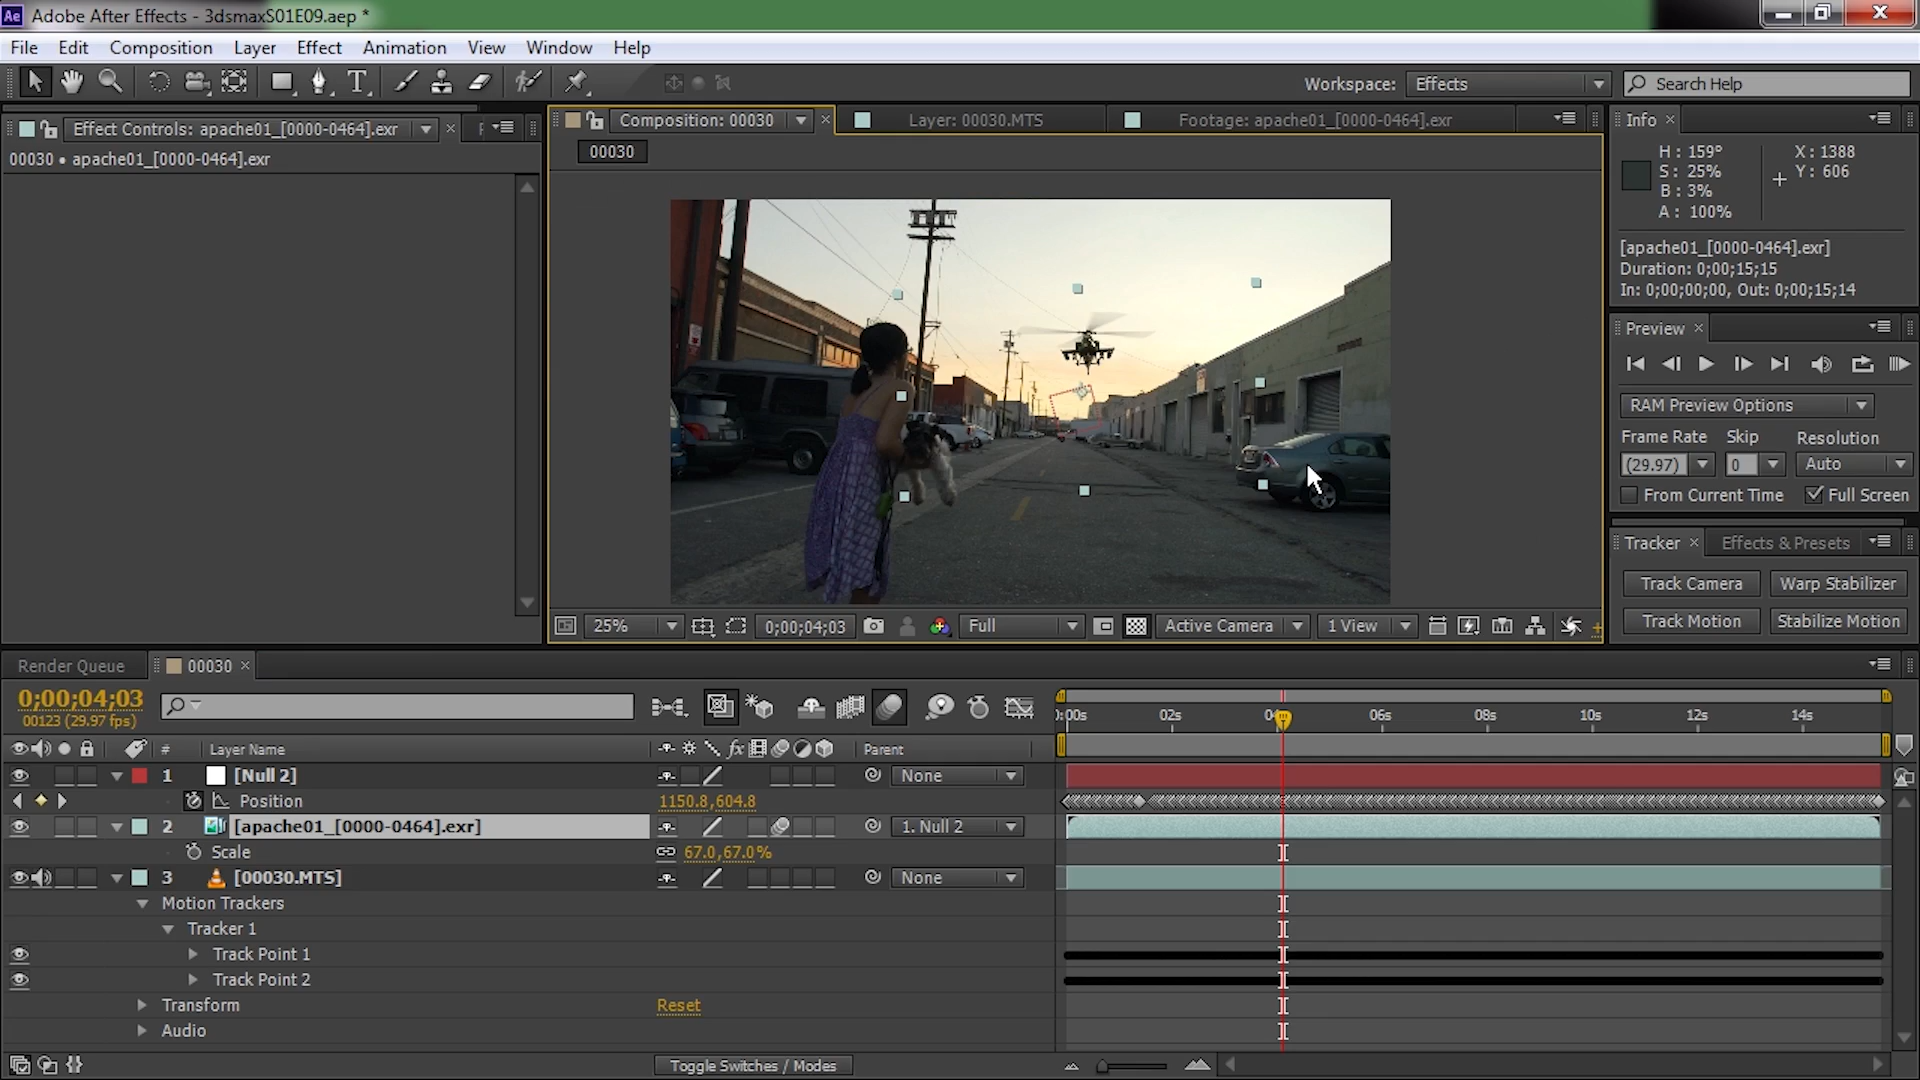 Ae Adobe After Effects - 3dsmaxS01E09.aep *
File Edit Composition Layer Effect Animation View Window Help
T Workspace: Effects Search Help
Effect Controls: apache01_[0000-0464].exr
Composition: 00030 Layer: 00030.MTS Footage: apache01_[0000-0464].exr
Info
00030 • apache01_[0000-0464].exr
00030
H : 159° X : 1388
S : 25% Y : 606
B : 3%
A : 100%
[apache01_[0000-0464].exr]
Duration: 0;00;15;15
In: 0;00;00;00, Out: 0;00;15;14
Preview
RAM Preview Options
Frame Rate Skip Resolution
(29.97) 0 Auto
From Current Time Full Screen
Tracker Effects & Presets
Track Camera Warp Stabilizer
Track Motion Stabilize Motion
25% 0;00;04;03 Full Active Camera 1 View
Render Queue 00030
0;00;04;03
00123 (29.97 fps)
):00s 02s 04 06s 08s 10s 12s 14s
# Layer Name fx Parent
1 [Null 2] None
Position 1150.8,604.8
2 [apache01_[0000-0464].exr] 1. Null 2
Scale 67.0,67.0%
3 [00030.MTS] None
Motion Trackers
Tracker 1
Track Point 1
Track Point 2
Transform Reset
Audio
Toggle Switches / Modes